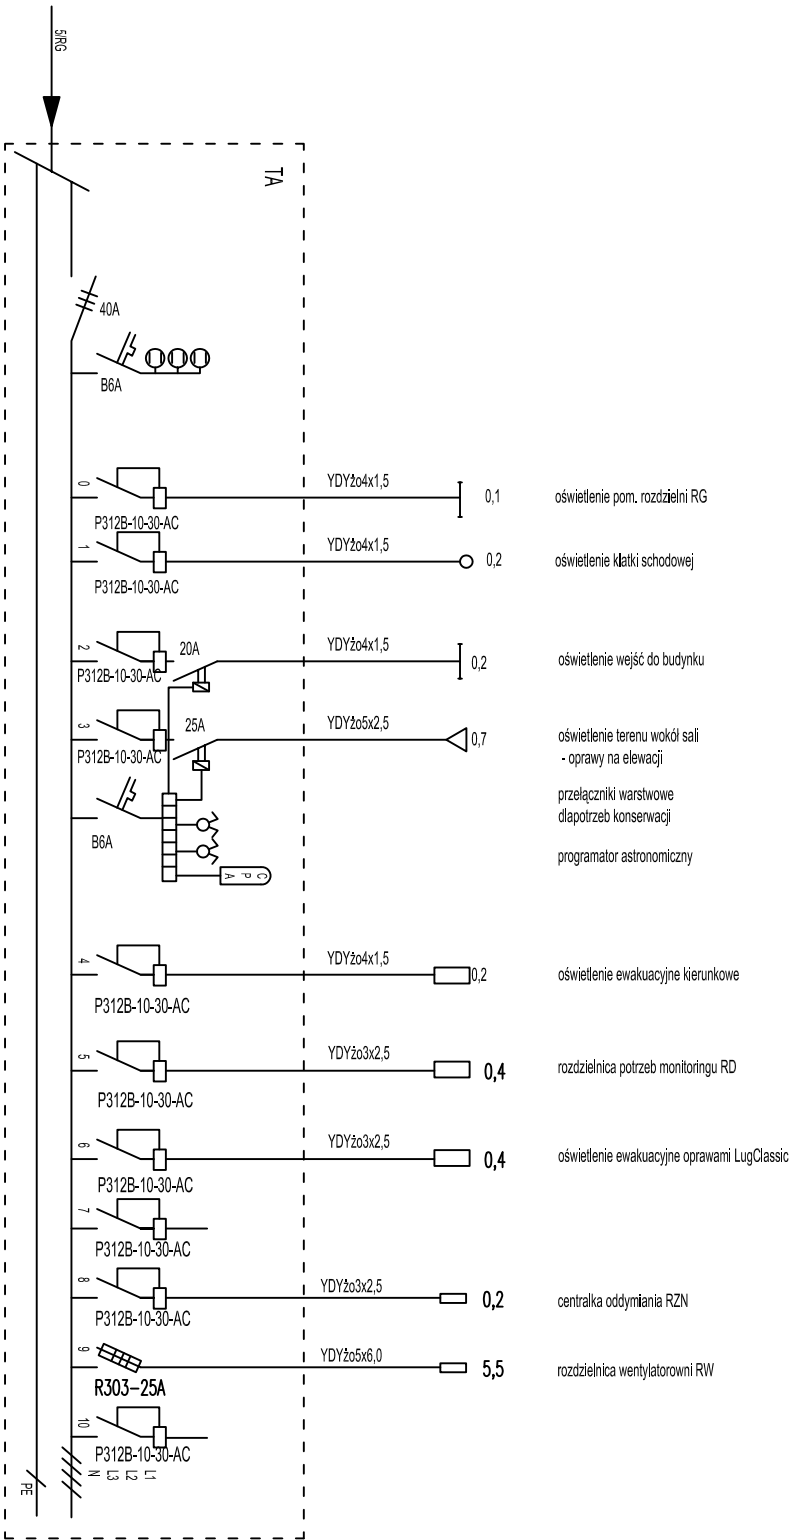 5/RG
TA
40A
B6A
0
P312B-10-30-AC
YDYżo4x1,5
0,1
oświetlenie pom. rozdzielni RG
1
P312B-10-30-AC
YDYżo4x1,5
0,2
oświetlenie klatki schodowej
2
P312B-10-30-AC
20A
YDYżo4x1,5
0,2
oświetlenie wejść do budynku
3
P312B-10-30-AC
25A
YDYżo5x2,5
0,7
oświetlenie terenu wokół sali
- oprawy na elewacji
przełączniki warstwowe
dlapotrzeb konserwacji
B6A
programator astronomiczny
C P A
4
P312B-10-30-AC
YDYżo4x1,5
0,2
oświetlenie ewakuacyjne kierunkowe
5
P312B-10-30-AC
YDYżo3x2,5
0,4
rozdzielnica potrzeb monitoringu RD
6
P312B-10-30-AC
YDYżo3x2,5
0,4
oświetlenie ewakuacyjne oprawami LugClassic
7
P312B-10-30-AC
8
P312B-10-30-AC
YDYżo3x2,5
0,2
centralka oddymiania RZN
9
R303-25A
YDYżo5x6,0
5,5
rozdzielnica wentylatorowni RW
10
P312B-10-30-AC
L1
L2
L3
N
PE